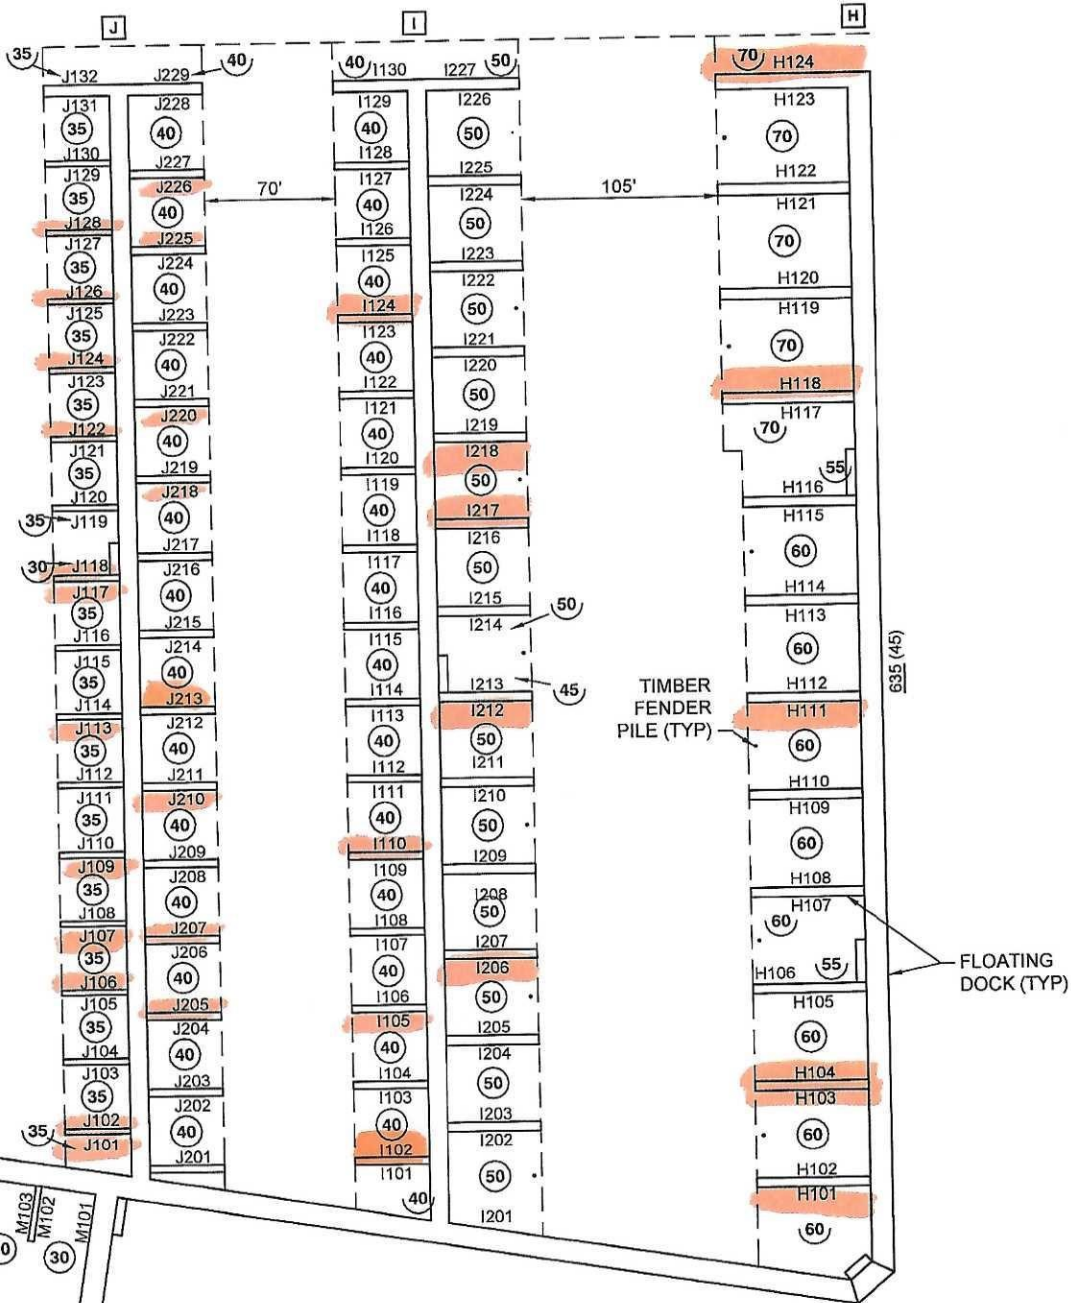 J
I
H
35
J132
J229
40
J131
35
J130
J129
35
J128
J127
35
J126
J125
35
J124
J123
35
J122
J121
35
J120
35
J119
30
J118
J117
35
J116
J115
35
J114
J113
35
J112
J111
35
J110
J109
35
J108
J107
35
J106
J105
35
J104
J103
35
J102
35
J101
J228
40
J227
J226
40
J225
J224
40
J223
J222
40
J221
J220
40
J219
J218
40
J217
J216
40
J215
J214
40
J213
J212
40
J211
J210
40
J209
J208
40
J207
J206
40
J205
J204
40
J203
J202
40
J201
70'
40
I130
I227
50
I129
40
I128
I127
40
I126
I125
40
I124
I123
40
I122
I121
40
I120
I119
40
I118
I117
40
I116
I115
40
I114
I113
40
I112
I111
40
I110
I109
40
I108
I107
40
I106
I105
40
I104
I103
40
I102
I101
40
I226
50
I225
I224
50
I223
I222
50
I221
I220
50
I219
I218
50
I217
I216
50
I215
I214
50
I213
45
I212
50
I211
I210
50
I209
I208
50
I207
I206
50
I205
I204
50
I203
I202
50
I201
105'
70
H124
H123
70
H122
H121
70
H120
H119
70
H118
H117
70
55
H116
H115
60
H114
H113
60
H112
H111
60
H110
H109
60
H108
H107
60
H106
55
H105
60
H104
H103
60
H102
H101
60
635 (45)
TIMBER
FENDER
PILE (TYP)
FLOATING
DOCK (TYP)
M103
M102
M101
30